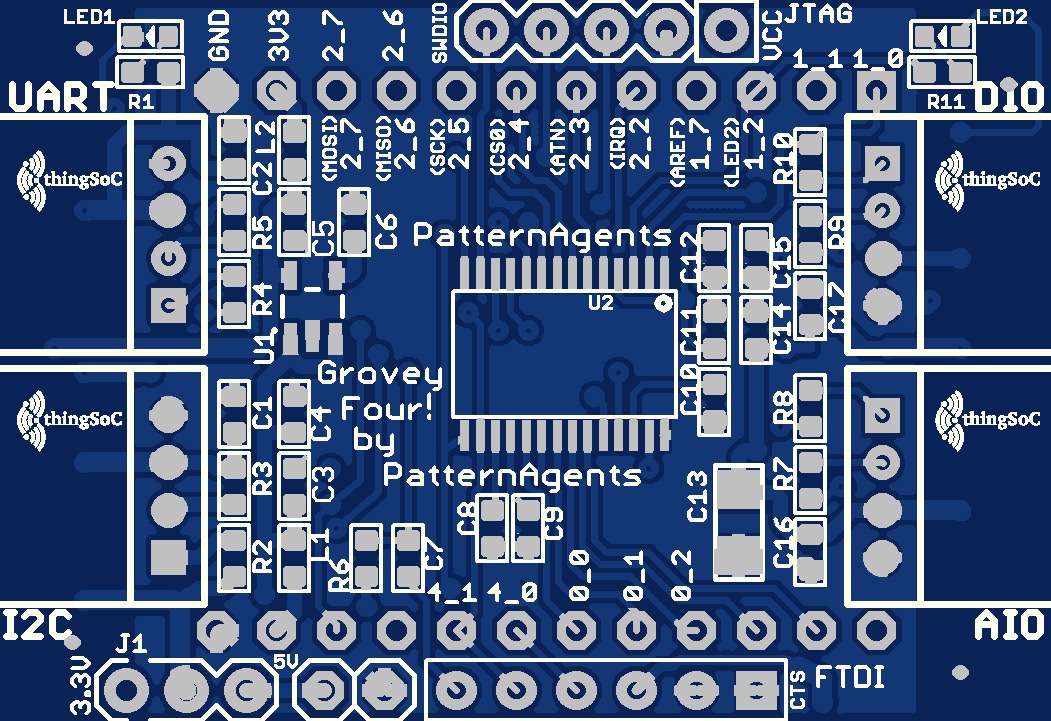 LED1
GND
3V3
2_7
2_6
SWDIO
VCC
JTAG
LED2
1_1 1_0
UART
R1
R11
DIO
L2
(MOSI)
2_7
(MISO)
2_6
(SCK)
2_5
(CS0)
2_4
(ATN)
2_3
(IRQ)
2_2
(AREF)
1_7
(LED2)
1_2
R10
thingSoC
thingSoC
C2
R5
C5
C6
PatternAgents
C12
C15
R9
R4
U2
C17
U1
C11
C14
Grovey
Four!
by
PatternAgents
C10
thingSoC
thingSoC
C1
C4
R8
R3
C3
C13
R7
C8
C9
R2
L1
R6
C7
C16
4_1 4_0
0_0
0_1
0_2
I2C
AIO
J1
3.3V
5V
CTS
FTDI